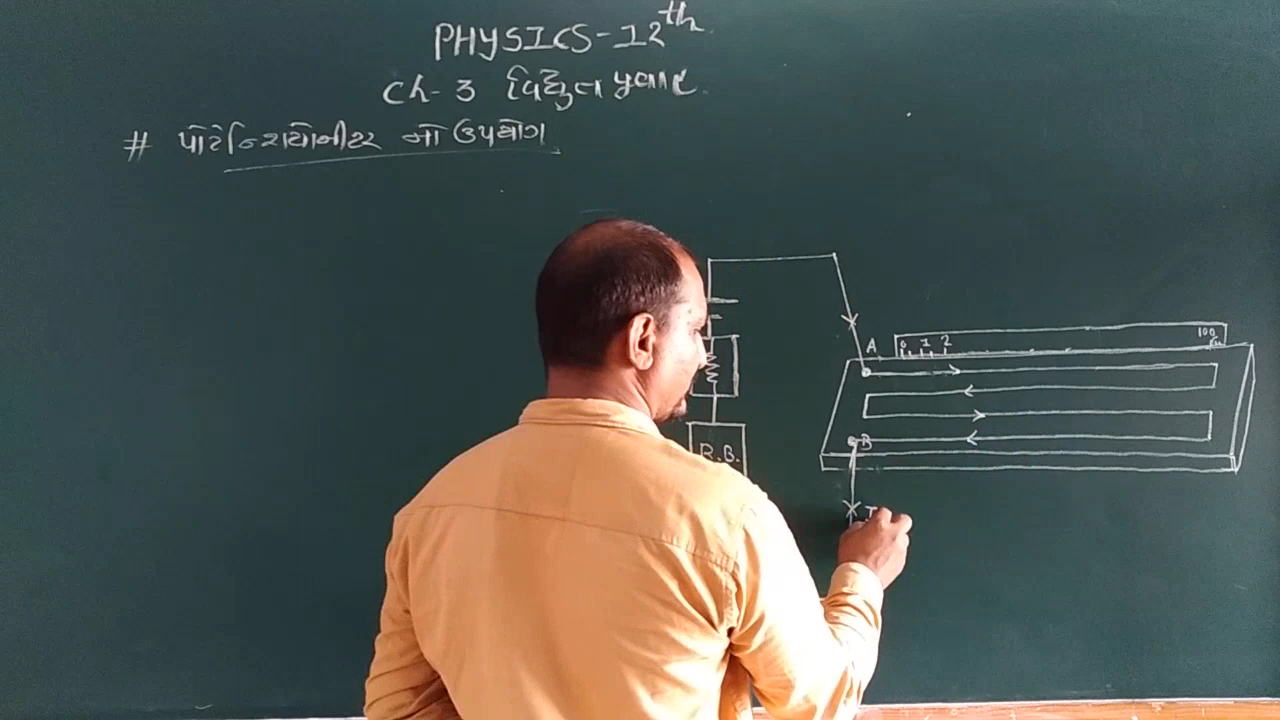 PHYSICS-12th.
Ch-3 વિદ્યુત પ્રવાહ.
# પોટેન્શિયોમીટર નો ઉપયોગ
A
0 1 2 100
B
R.B.
I